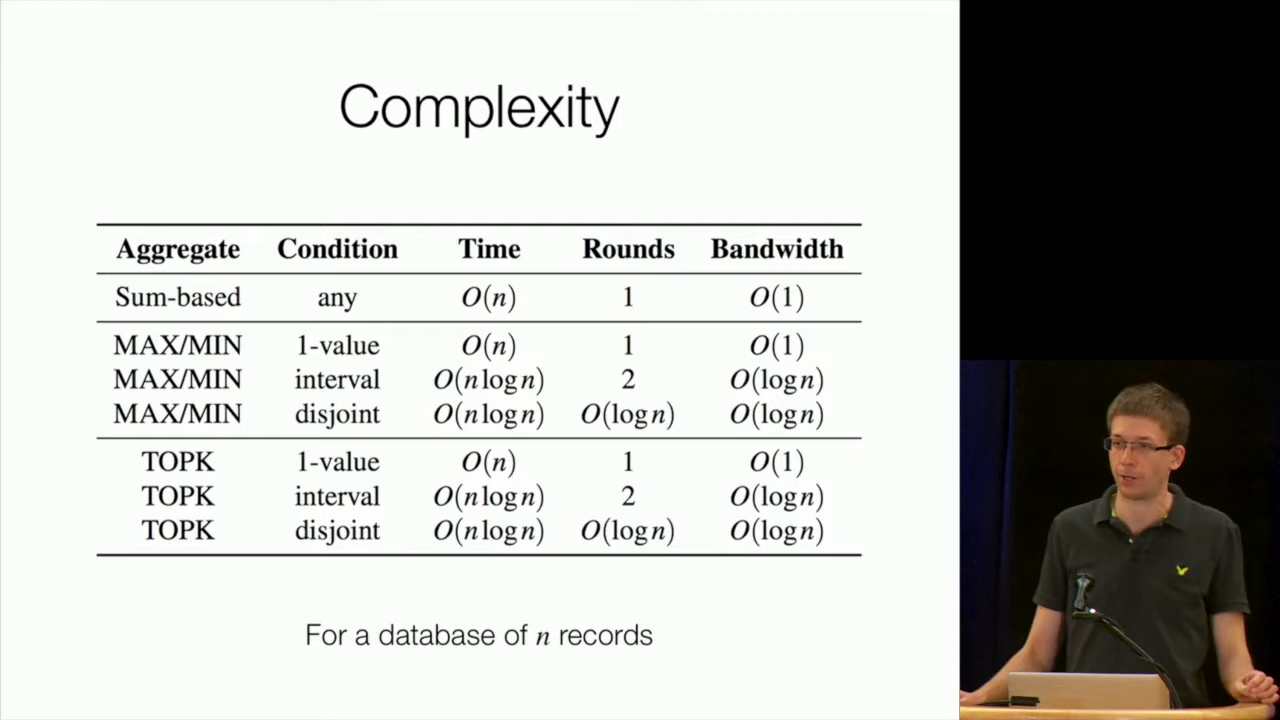 Complexity
Aggregate Condition Time Rounds Bandwidth
Sum-based any O(n) 1 O(1)
MAX/MIN 1-value O(n) 1 O(1)
MAX/MIN interval O(n log n) 2 O(log n)
MAX/MIN disjoint O(n log n) O(log n) O(log n)
TOPK 1-value O(n) 1 O(1)
TOPK interval O(n log n) 2 O(log n)
TOPK disjoint O(n log n) O(log n) O(log n)
For a database of n records